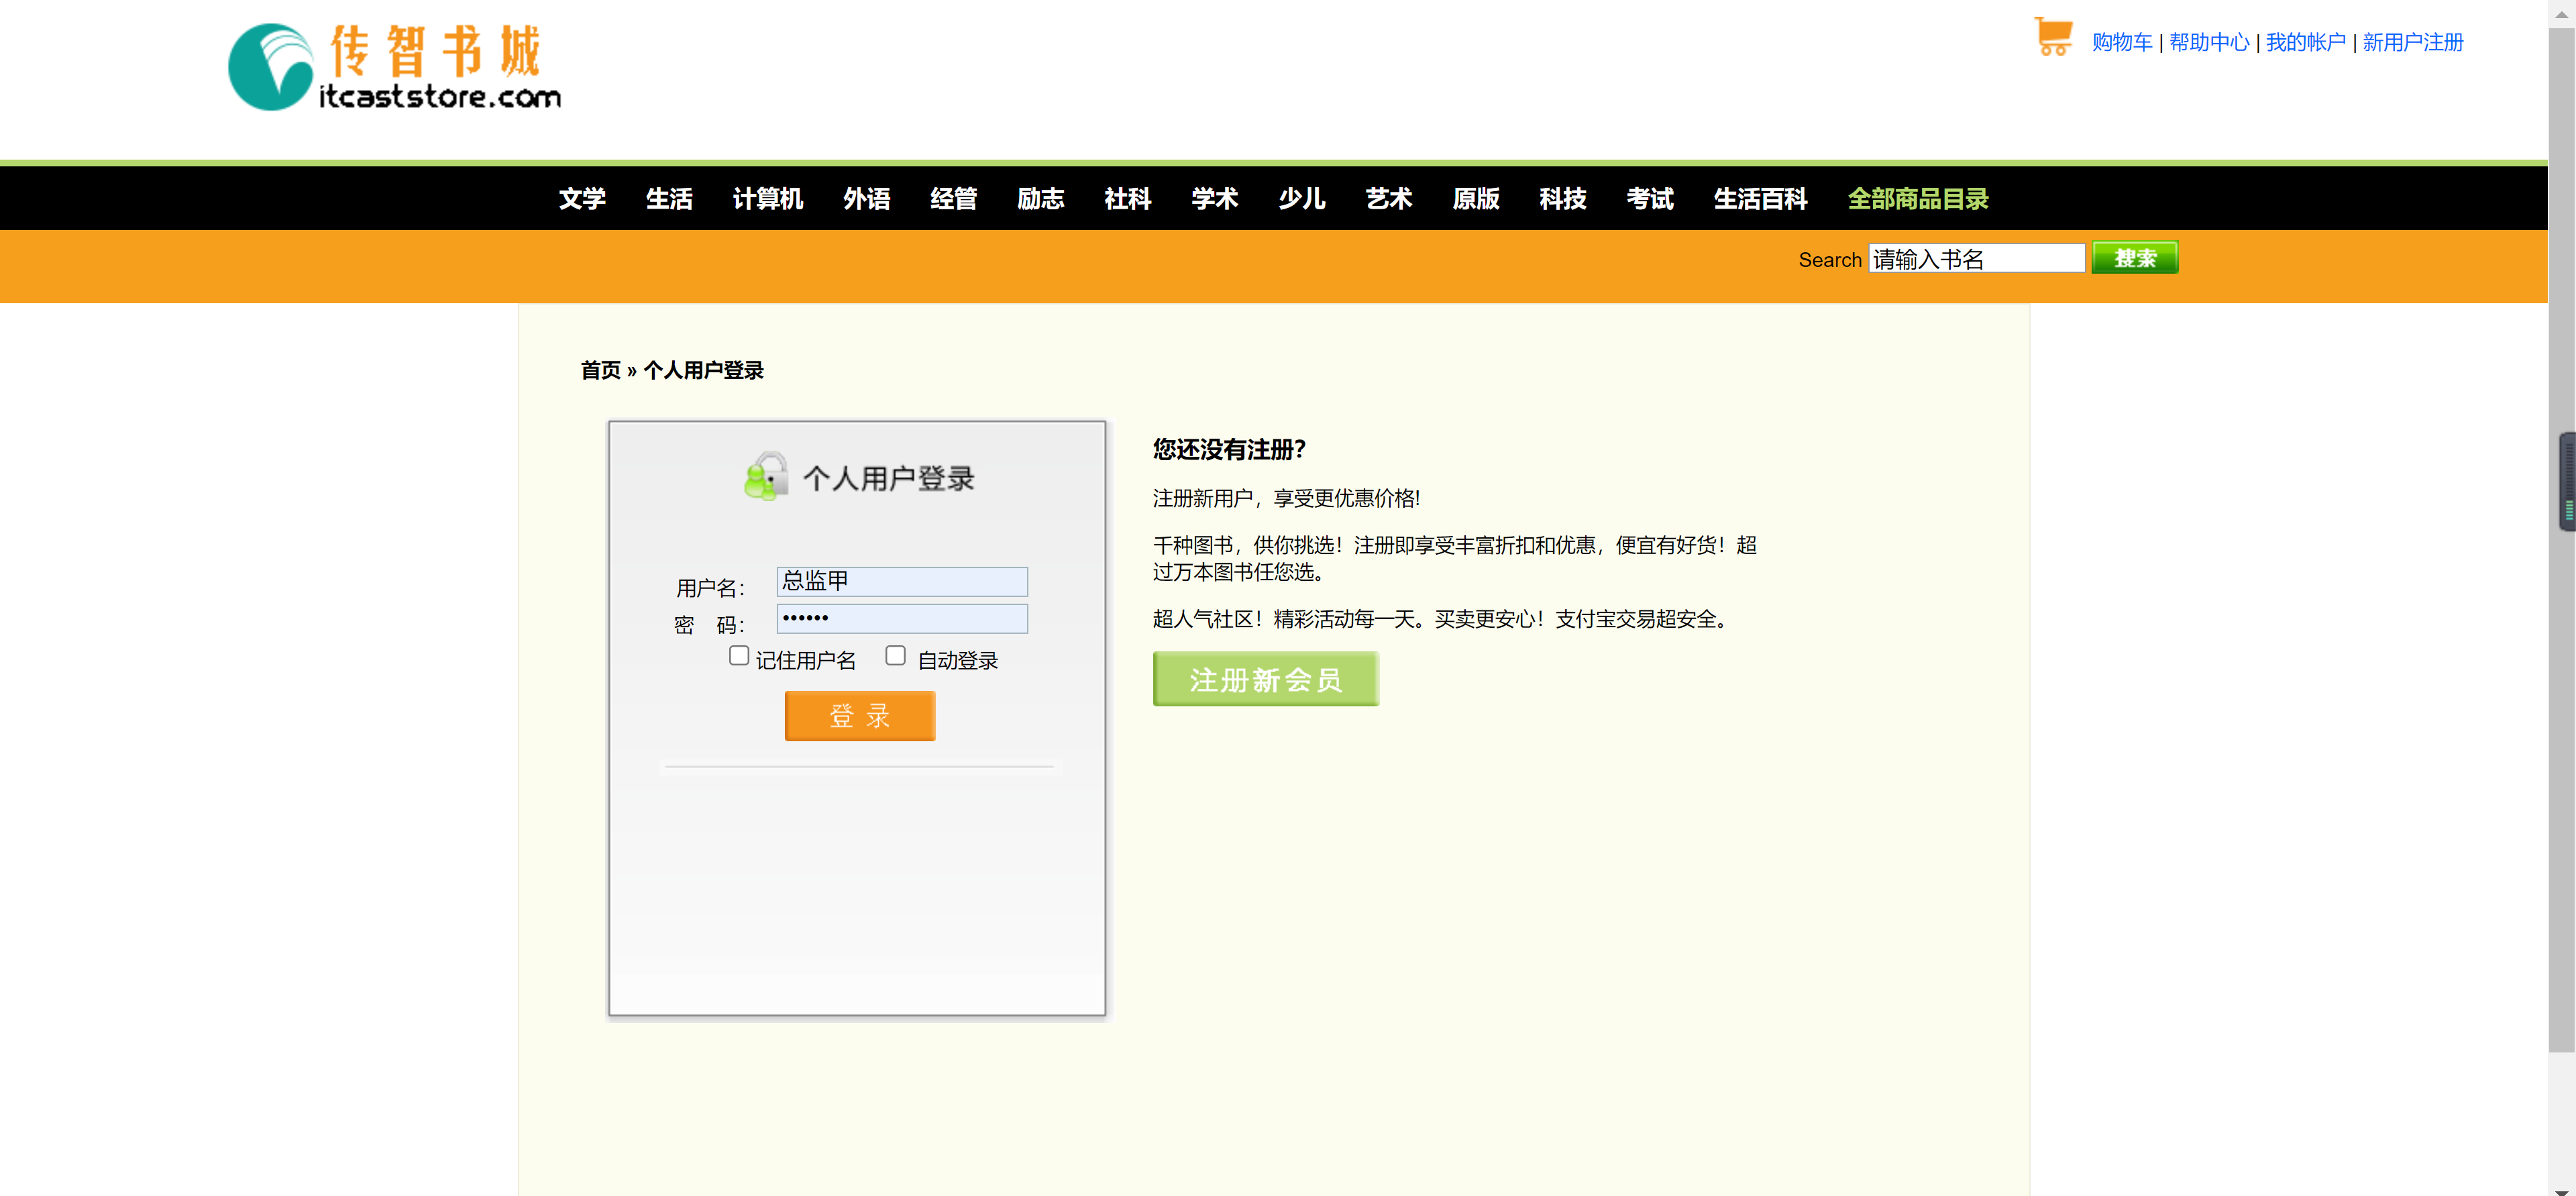 传智书城
itcaststore.com
购物车 | 帮助中心 | 我的帐户 | 新用户注册
文学 生活 计算机 外语 经管 励志 社科 学术 少儿 艺术 原版 科技 考试 生活百科 全部商品目录
Search 请输入书名 搜索
首页 » 个人用户登录
个人用户登录
用户名： 总监甲
密 码： ••••••
记住用户名 自动登录
登 录
您还没有注册？
注册新用户，享受更优惠价格!
千种图书，供你挑选！注册即享受丰富折扣和优惠，便宜有好货！超
过万本图书任您选。
超人气社区！精彩活动每一天。买卖更安心！支付宝交易超安全。
注册新会员